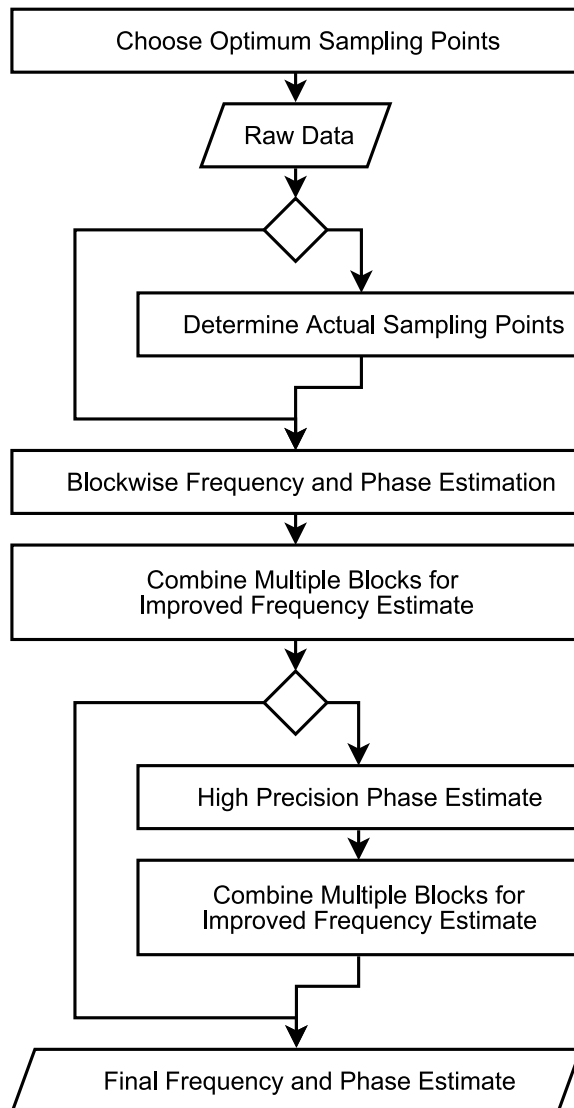 Choose Optimum Sampling Points
Raw Data
Determine Actual Sampling Points
Blockwise Frequency and Phase Estimation
Combine Multiple Blocks for
Improved Frequency Estimate
High Precision Phase Estimate
Combine Multiple Blocks for
Improved Frequency Estimate
Final Frequency and Phase Estimate